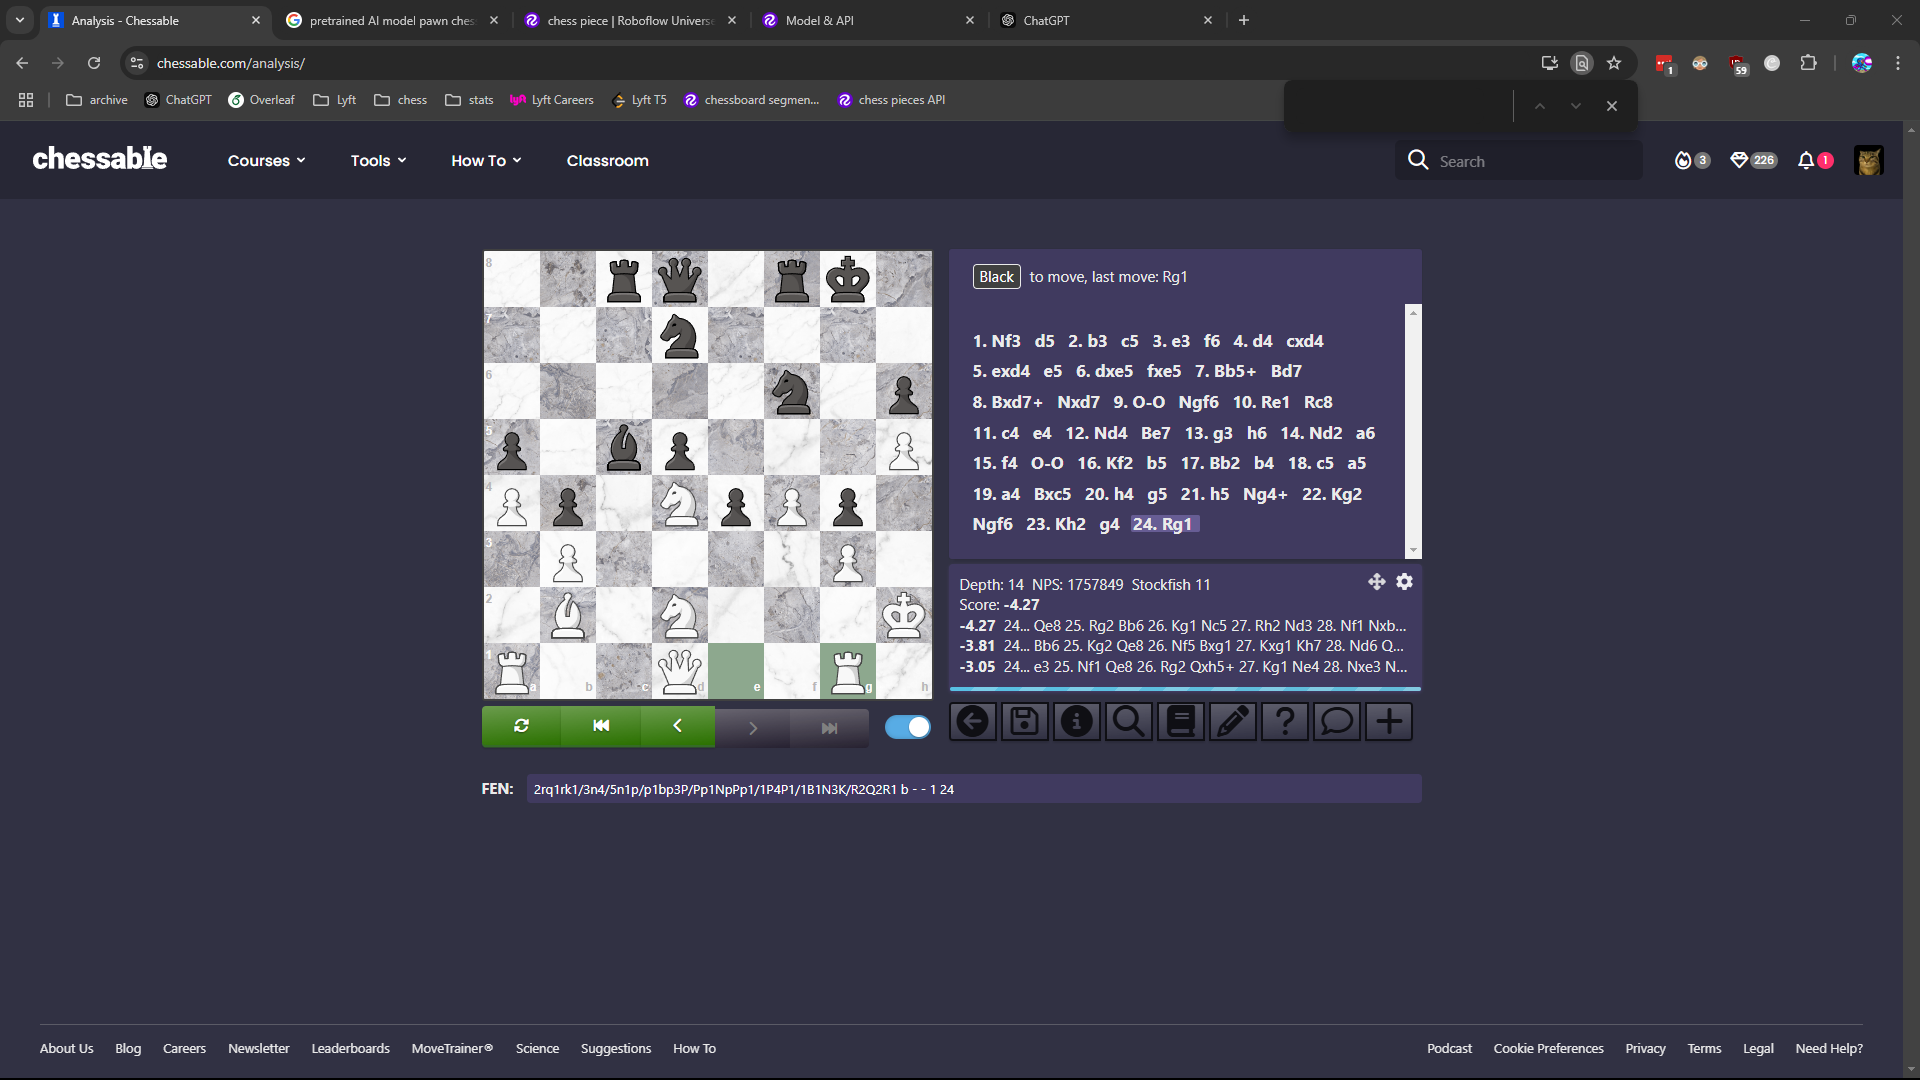 Analysis - Chessable
pretrained AI model pawn ches
chess piece | Roboflow Universe
Model & API
ChatGPT
chessable.com/analysis/
1
59
archive
ChatGPT
Overleaf
Lyft
chess
stats
lyft Lyft Careers
Lyft T5
chessboard segmen...
chess pieces API
chessable
Courses
Tools
How To
Classroom
Search
3
226
1
8
7
6
5
4
3
2
1
a
b
c
d
e
f
g
h
Black to move, last move: Rg1
1. Nf3 d5 2. b3 c5 3. e3 f6 4. d4 cxd4
5. exd4 e5 6. dxe5 fxe5 7. Bb5+ Bd7
8. Bxd7+ Nxd7 9. O-O Ngf6 10. Re1 Rc8
11. c4 e4 12. Nd4 Be7 13. g3 h6 14. Nd2 a6
15. f4 O-O 16. Kf2 b5 17. Bb2 b4 18. c5 a5
19. a4 Bxc5 20. h4 g5 21. h5 Ng4+ 22. Kg2
Ngf6 23. Kh2 g4 24. Rg1
Depth: 14 NPS: 1757849 Stockfish 11
Score: -4.27
-4.27 24... Qe8 25. Rg2 Bb6 26. Kg1 Nc5 27. Rh2 Nd3 28. Nf1 Nxb...
-3.81 24... Bb6 25. Kg2 Qe8 26. Nf5 Bxg1 27. Kxg1 Kh7 28. Nd6 Q...
-3.05 24... e3 25. Nf1 Qe8 26. Rg2 Qxh5+ 27. Kg1 Ne4 28. Nxe3 N...
FEN: 2rq1rk1/3n4/5n1p/p1bp3P/Pp1NpPp1/1P4P1/1B1N3K/R2Q2R1 b - - 1 24
About Us Blog Careers Newsletter Leaderboards MoveTrainer® Science Suggestions How To
Podcast Cookie Preferences Privacy Terms Legal Need Help?